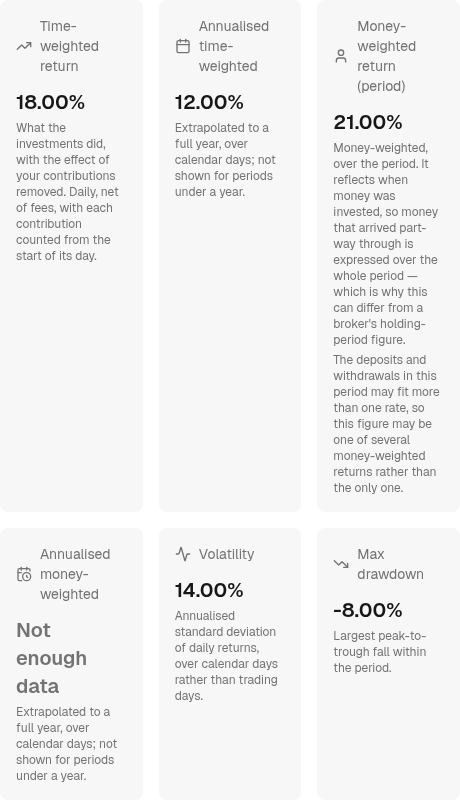 Time-
weighted
return
18.00%
What the
investments did,
with the effect of
your contributions
removed. Daily, net
of fees, with each
contribution
counted from the
start of its day.
Annualised
time-
weighted
12.00%
Extrapolated to a
full year, over
calendar days; not
shown for periods
under a year.
Money-
weighted
return
(period)
21.00%
Money-weighted,
over the period. It
reflects when
money was
invested, so money
that arrived part-
way through is
expressed over the
whole period —
which is why this
can differ from a
broker's holding-
period figure.
The deposits and
withdrawals in this
period may fit more
than one rate, so
this figure may be
one of several
money-weighted
returns rather than
the only one.
Annualised
money-
weighted
Not
enough
data
Extrapolated to a
full year, over
calendar days; not
shown for periods
under a year.
Volatility
14.00%
Annualised
standard deviation
of daily returns,
over calendar days
rather than trading
days.
Max
drawdown
-8.00%
Largest peak-to-
trough fall within
the period.